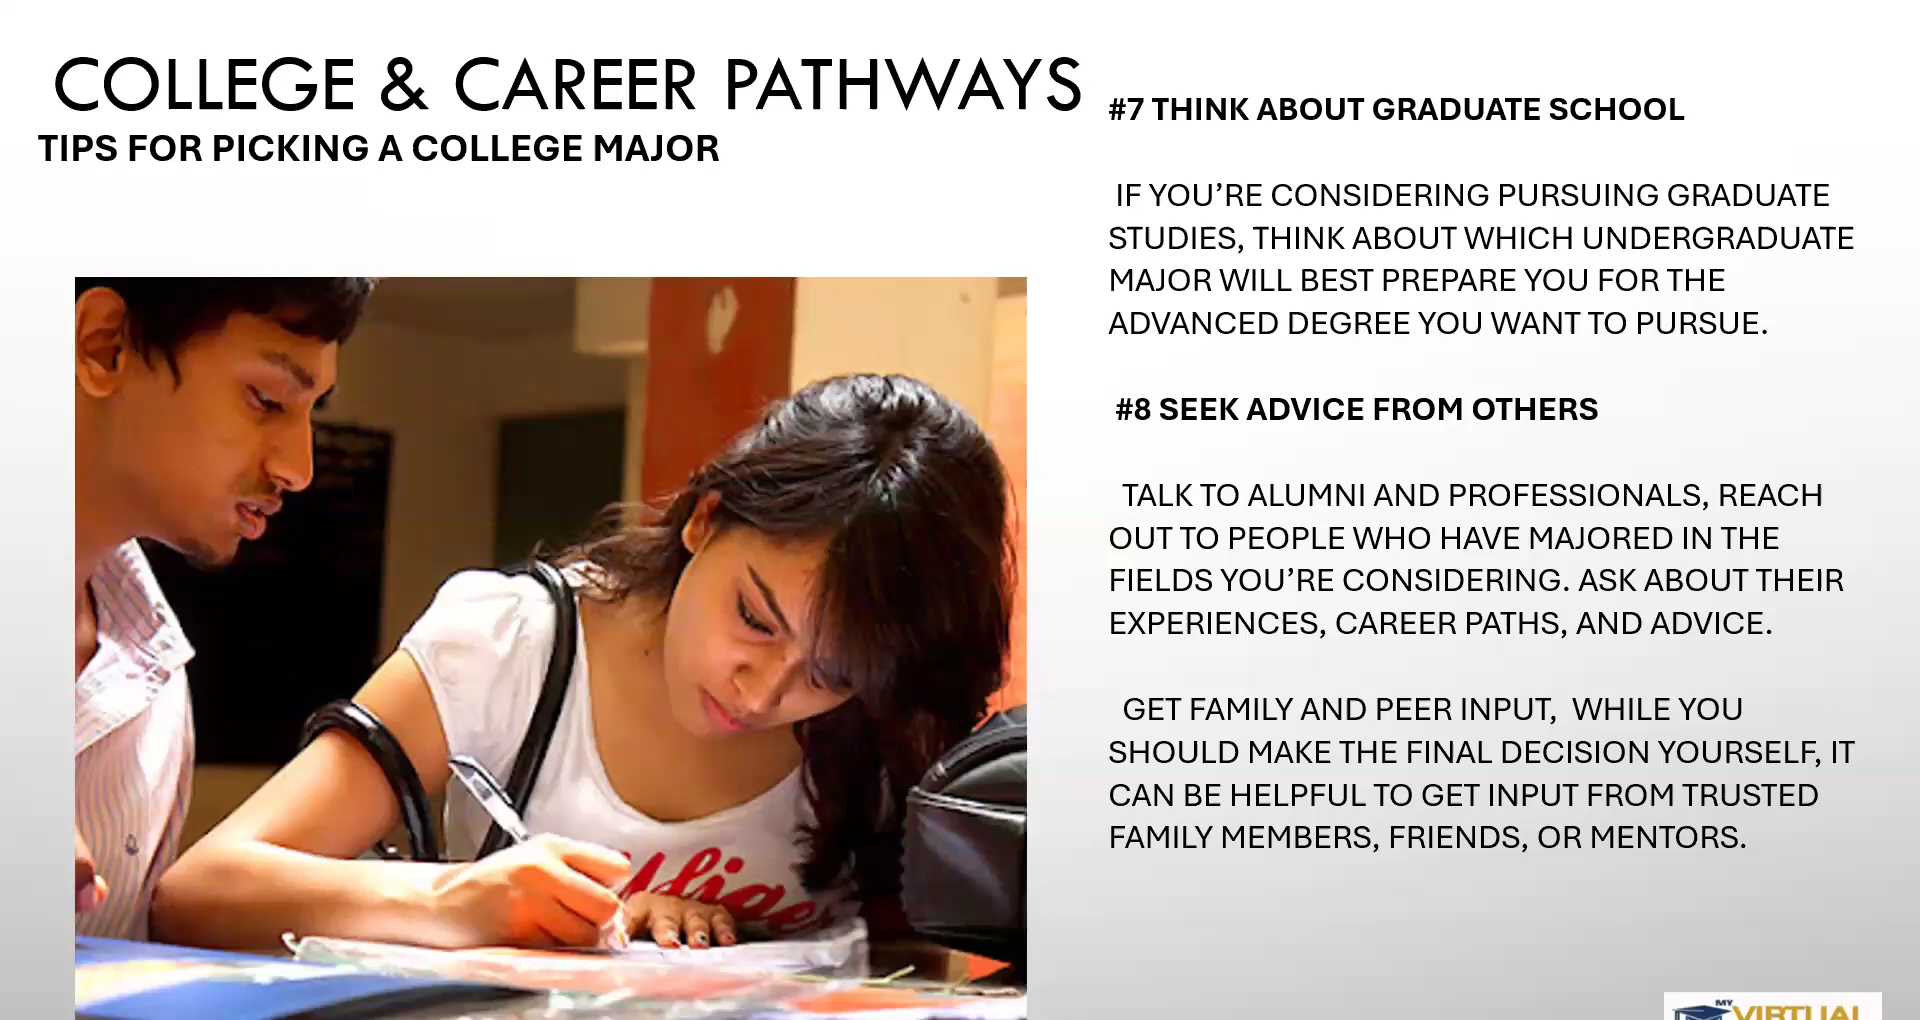 COLLEGE & CAREER PATHWAYS
TIPS FOR PICKING A COLLEGE MAJOR
#7 THINK ABOUT GRADUATE SCHOOL
IF YOU’RE CONSIDERING PURSUING GRADUATE
STUDIES, THINK ABOUT WHICH UNDERGRADUATE
MAJOR WILL BEST PREPARE YOU FOR THE
ADVANCED DEGREE YOU WANT TO PURSUE.
#8 SEEK ADVICE FROM OTHERS
TALK TO ALUMNI AND PROFESSIONALS, REACH
OUT TO PEOPLE WHO HAVE MAJORED IN THE
FIELDS YOU’RE CONSIDERING. ASK ABOUT THEIR
EXPERIENCES, CAREER PATHS, AND ADVICE.
GET FAMILY AND PEER INPUT, WHILE YOU
SHOULD MAKE THE FINAL DECISION YOURSELF, IT
CAN BE HELPFUL TO GET INPUT FROM TRUSTED
FAMILY MEMBERS, FRIENDS, OR MENTORS.
MY
VIRTUAL